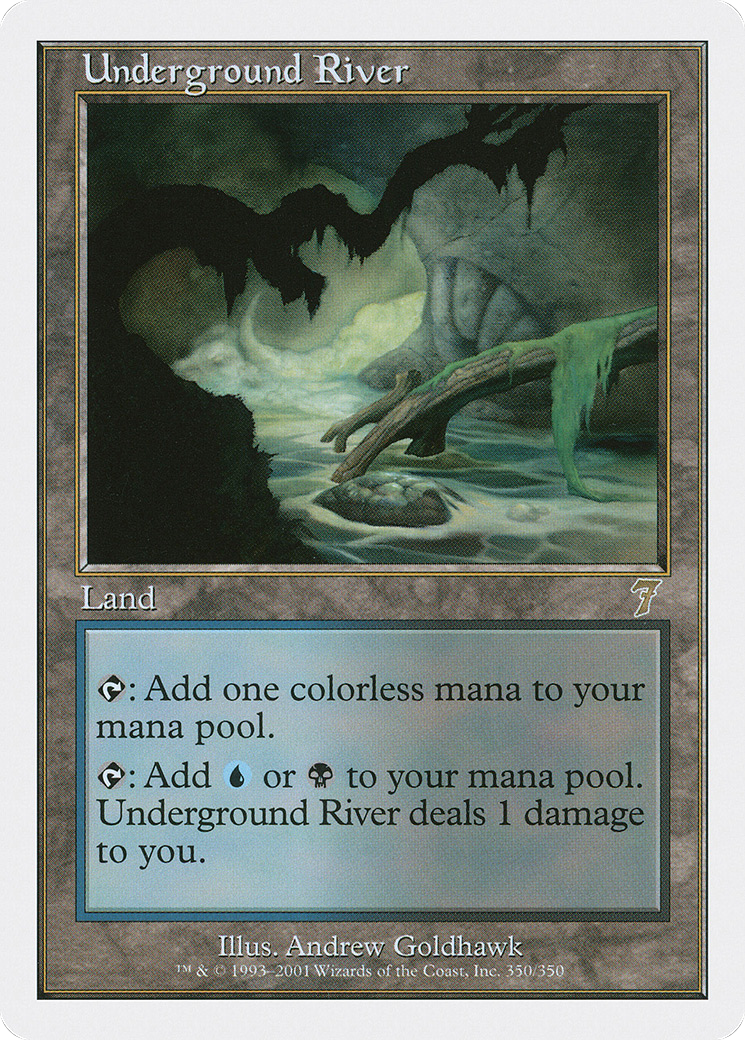 Underground River
Land
7
: Add one colorless mana to your
mana pool.
: Add or to your mana pool.
Underground River deals 1 damage
to you.
Illus. Andrew Goldhawk
™ & © 1993–2001 Wizards of the Coast, Inc. 350/350